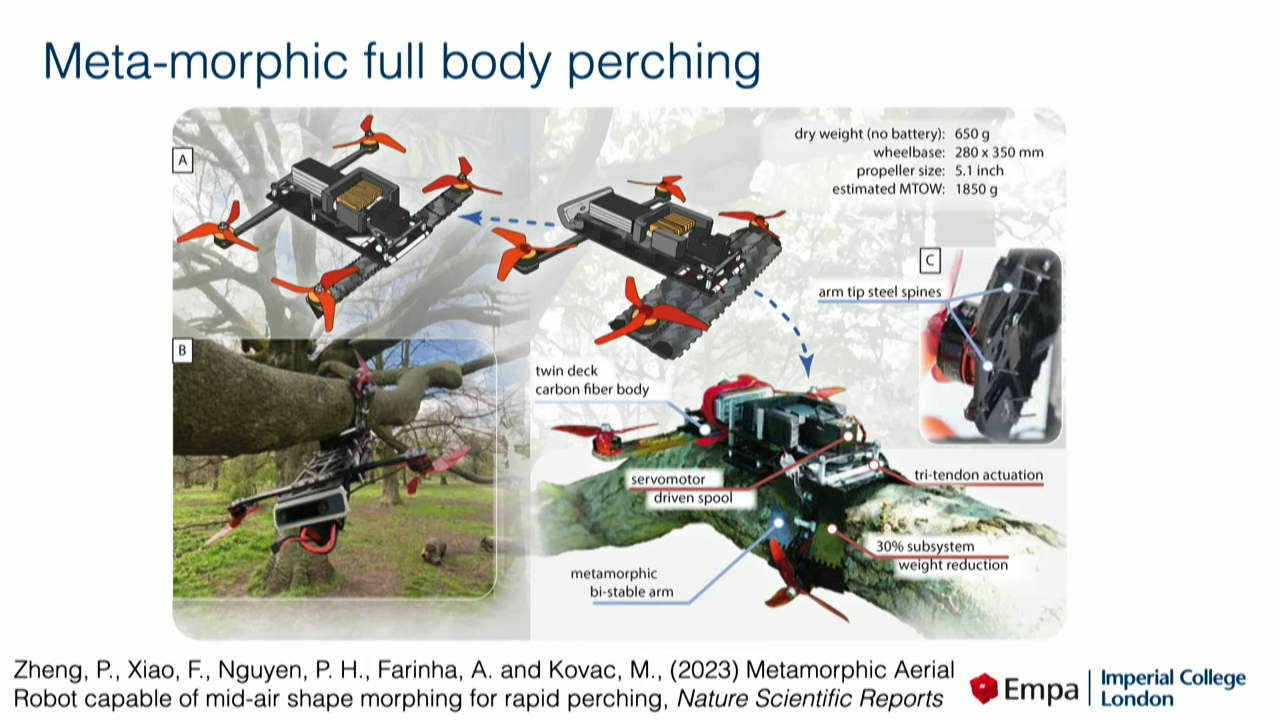 Meta-morphic full body perching
A
dry weight (no battery): 650 g
wheelbase: 280 x 350 mm
propeller size: 5.1 inch
estimated MTOW: 1850 g
C
arm tip steel spines
B
twin deck
carbon fiber body
servomotor
driven spool
tri-tendon actuation
30% subsystem
weight reduction
metamorphic
bi-stable arm
Zheng, P., Xiao, F., Nguyen, P. H., Farinha, A. and Kovac, M., (2023) Metamorphic Aerial
Robot capable of mid-air shape morphing for rapid perching, Nature Scientific Reports
Empa
Imperial College
London